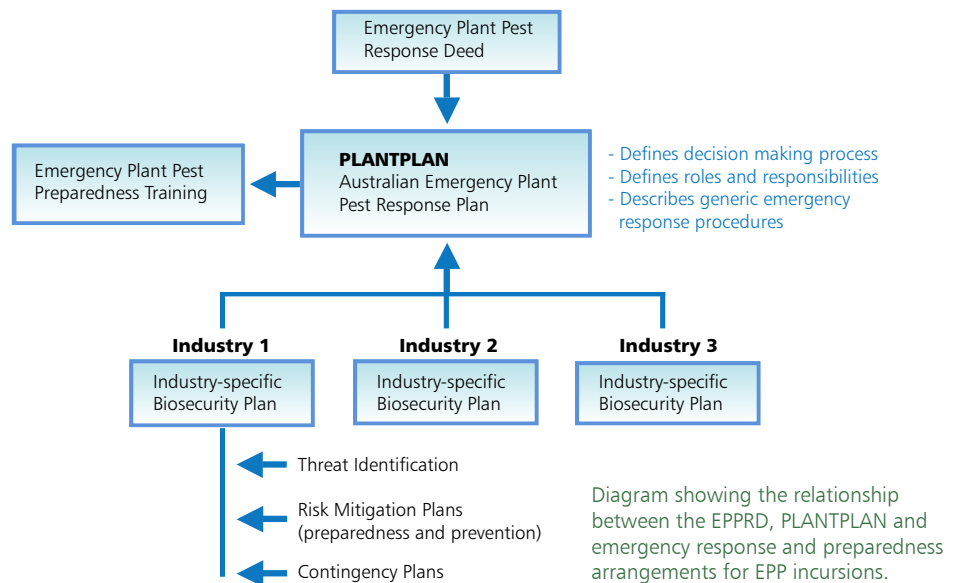 Emergency Plant Pest
Response Deed
Emergency Plant Pest
Preparedness Training
PLANTPLAN
Australian Emergency Plant
Pest Response Plan
- Defines decision making process
- Defines roles and responsibilities
- Describes generic emergency
response procedures
Industry 1
Industry-specific
Biosecurity Plan
Industry 2
Industry-specific
Biosecurity Plan
Industry 3
Industry-specific
Biosecurity Plan
Threat Identification
Risk Mitigation Plans
(preparedness and prevention)
Contingency Plans
Diagram showing the relationship
between the EPPRD, PLANTPLAN and
emergency response and preparedness
arrangements for EPP incursions.